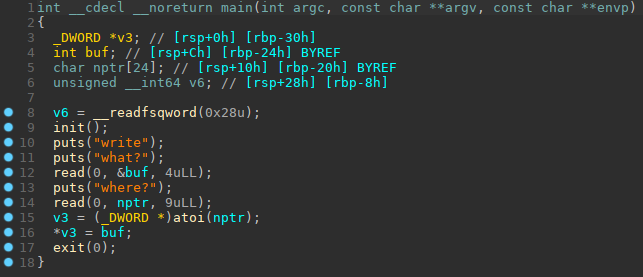 1 int __cdecl __noreturn main(int argc, const char **argv, const char **envp)
2 {
3   _DWORD *v3; // [rsp+0h] [rbp-30h]
4   int buf; // [rsp+Ch] [rbp-24h] BYREF
5   char nptr[24]; // [rsp+10h] [rbp-20h] BYREF
6   unsigned __int64 v6; // [rsp+28h] [rbp-8h]
7
8   v6 = __readfsqword(0x28u);
9   init();
10   puts("write");
11   puts("what?");
12   read(0, &buf, 4uLL);
13   puts("where?");
14   read(0, nptr, 9uLL);
15   v3 = (_DWORD *)atoi(nptr);
16   *v3 = buf;
17   exit(0);
18 }